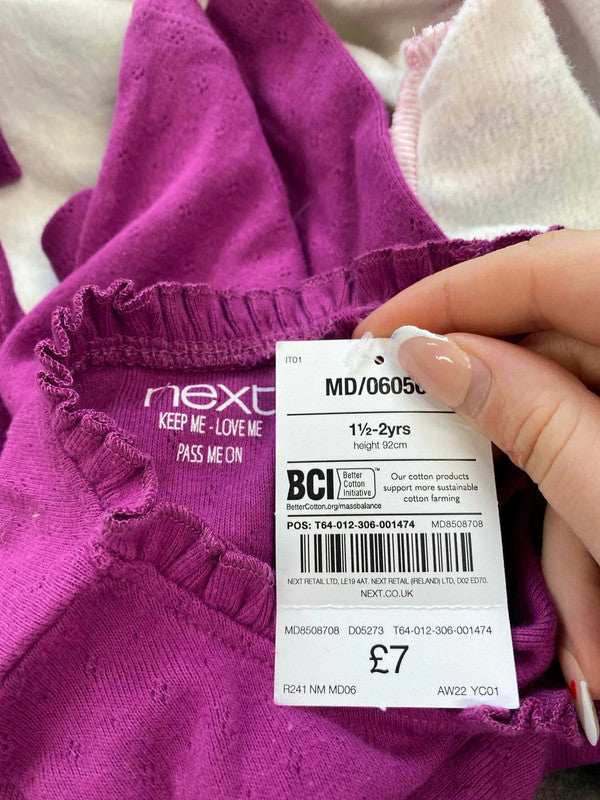 next
KEEP ME - LOVE ME
PASS ME ON
IT01
1½-2yrs
height 92cm
BCI Better Cotton Initiative™
BetterCotton.org/massbalance
Our cotton products
support more sustainable
cotton farming
POS: T64-012-306-001474 MD8508708
NEXT RETAIL LTD, LE19 4AT. NEXT RETAIL (IRELAND) LTD, D02 ED70.
NEXT.CO.UK
MD8508708 D05273 T64-012-306-001474
£7
R241 NM MD06 AW22 YC01